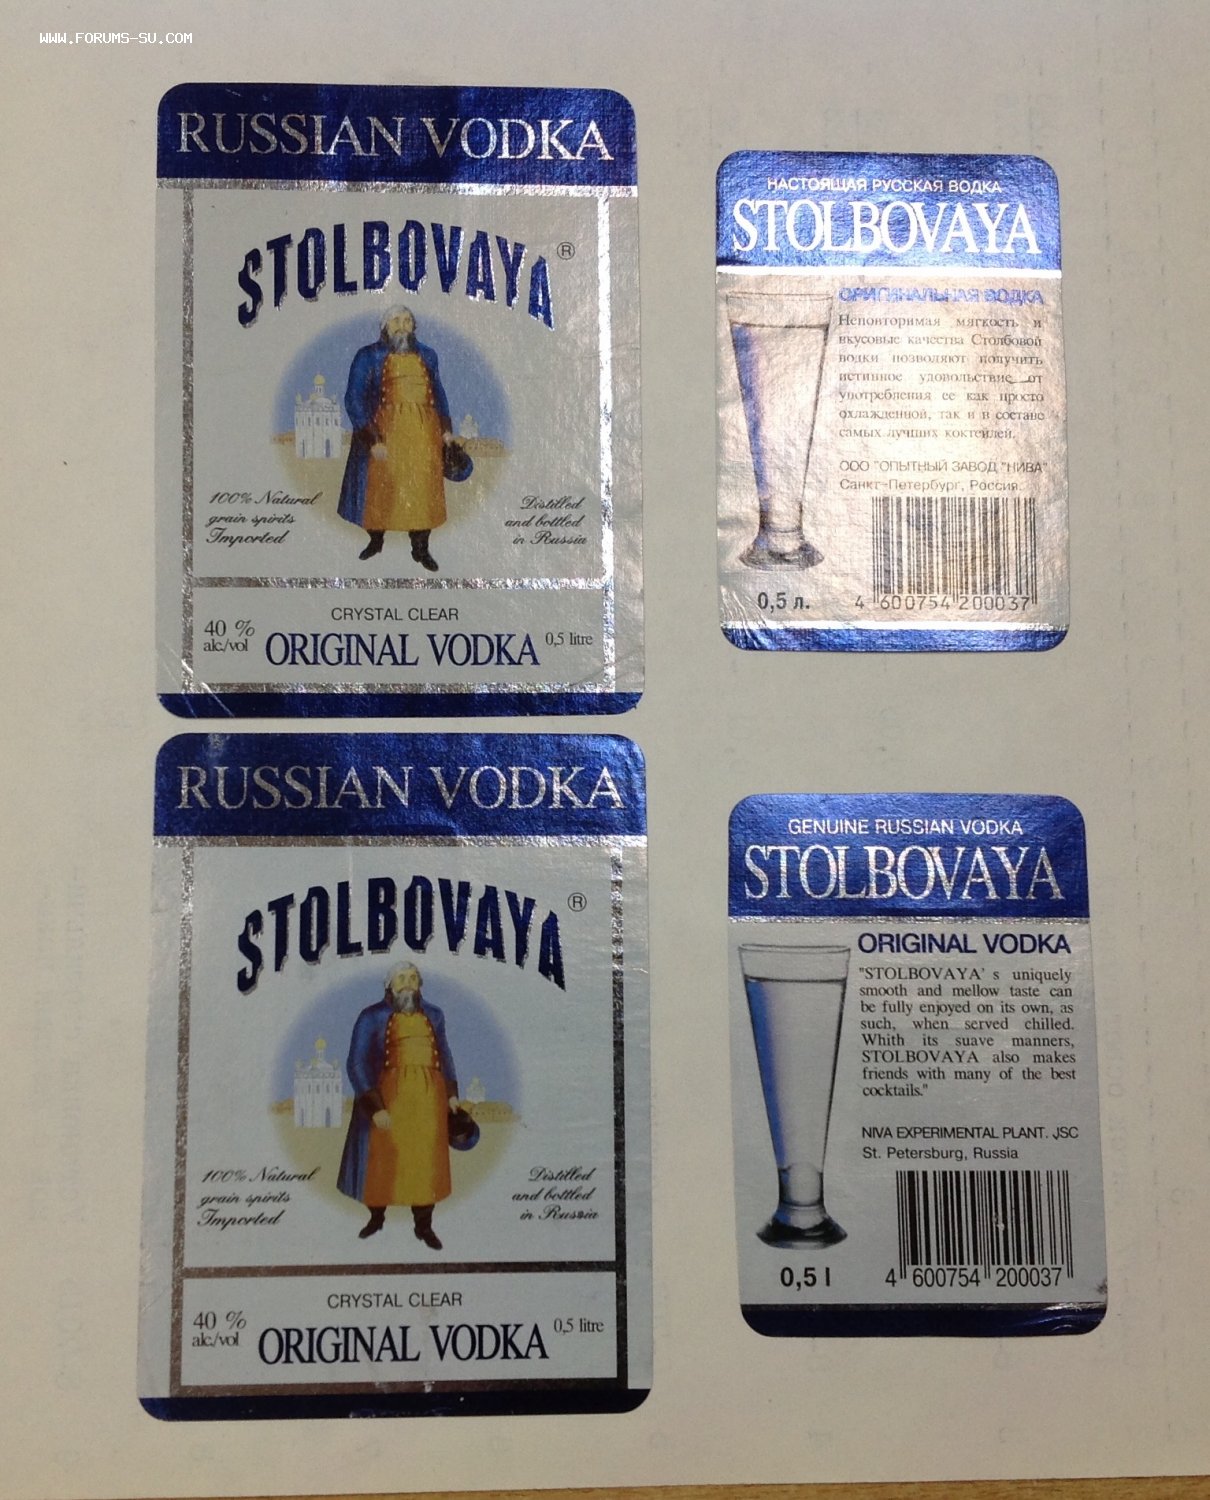 WWW.FORUMS-SU.COM
RUSSIAN VODKA
STOLBOVAYA ®
100% Natural
grain spirits
Imported
Distilled
and bottled
in Russia
CRYSTAL CLEAR
40 %
alc./vol
ORIGINAL VODKA
0,5 litre
НАСТОЯЩАЯ РУССКАЯ ВОДКА
STOLBOVAYA
ОРИГИНАЛЬНАЯ ВОДКА
Неповторимая мягкость и
вкусовые качества Столбовой
водки позволяют получить
истинное удовольствие от
употребления ее как просто
охлажденной, так и в составе
самых лучших коктейлей.
ООО "ОПЫТНЫЙ ЗАВОД "НИВА"
Санкт-Петербург, Россия.
0,5 л.
4 600754 200037
RUSSIAN VODKA
STOLBOVAYA ®
100% Natural
grain spirits
Imported
Distilled
and bottled
in Russia
CRYSTAL CLEAR
40 %
alc./vol
ORIGINAL VODKA
0,5 litre
GENUINE RUSSIAN VODKA
STOLBOVAYA
ORIGINAL VODKA
"STOLBOVAYA' s uniquely
smooth and mellow taste can
be fully enjoyed on its own, as
such, when served chilled.
Whith its suave manners,
STOLBOVAYA also makes
friends with many of the best
cocktails."
NIVA EXPERIMENTAL PLANT. JSC
St. Petersburg, Russia
0,5 l
4 600754 200037